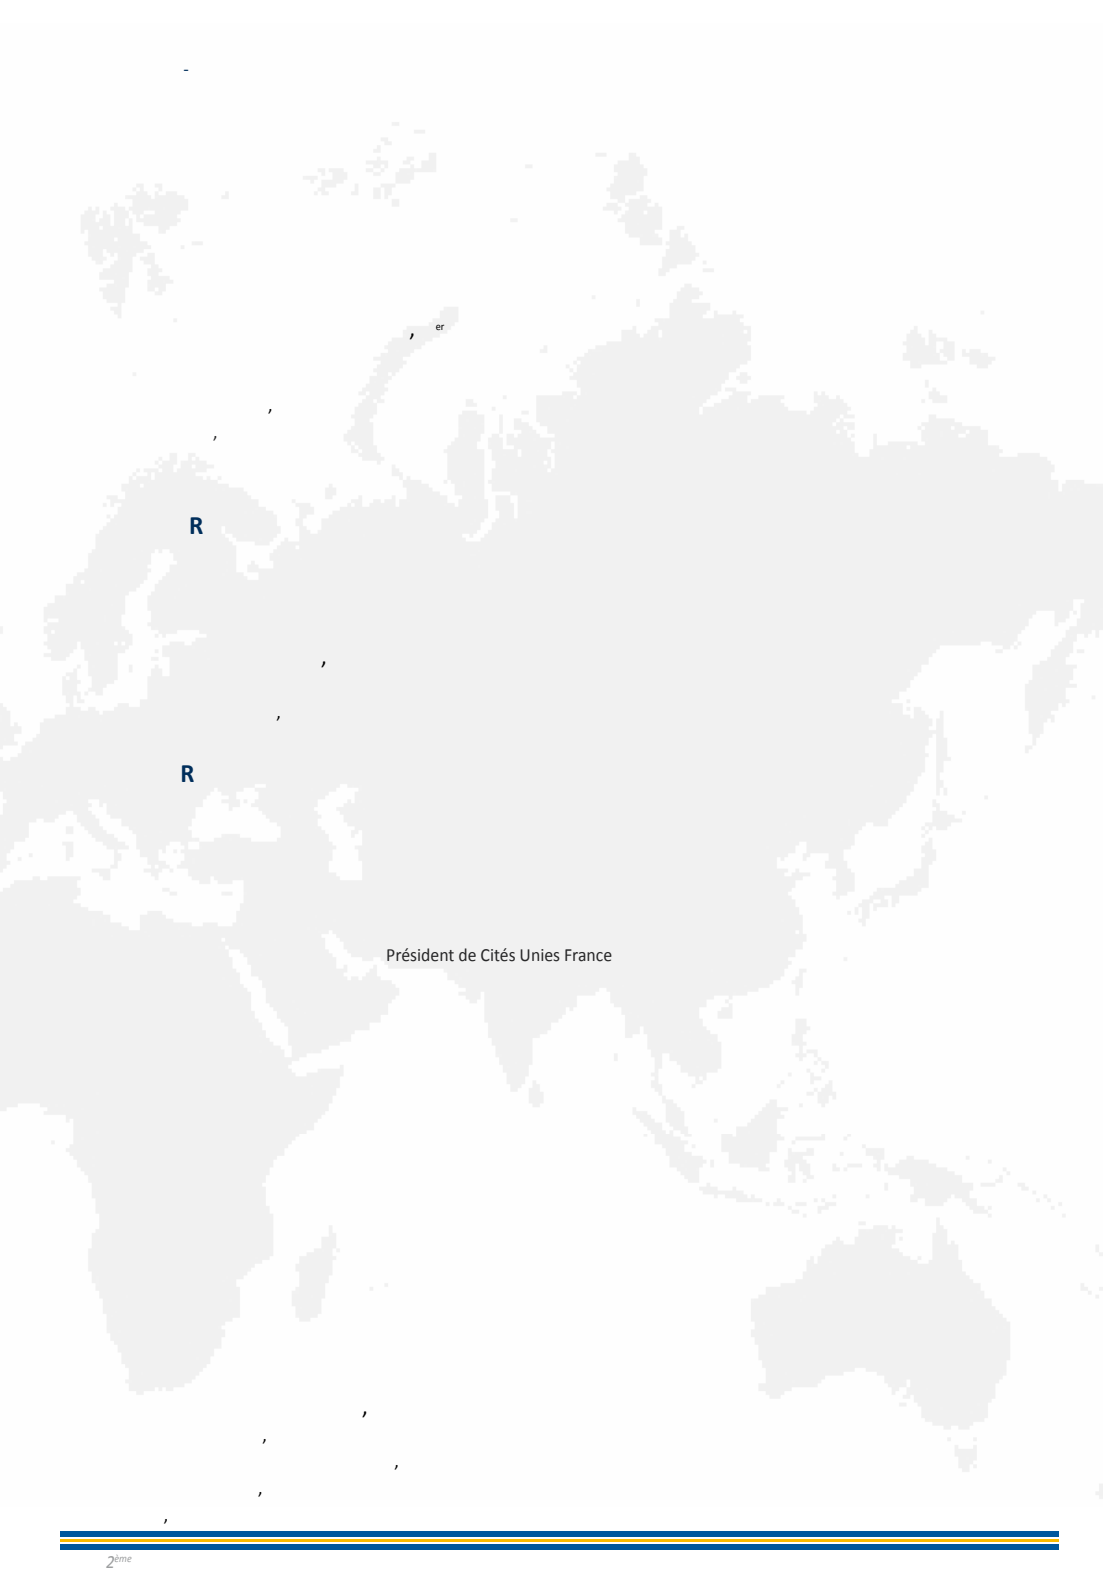 -
, er
,
,
R
,
,
R
Président de Cités Unies France
,
,
,
,
,
2ème